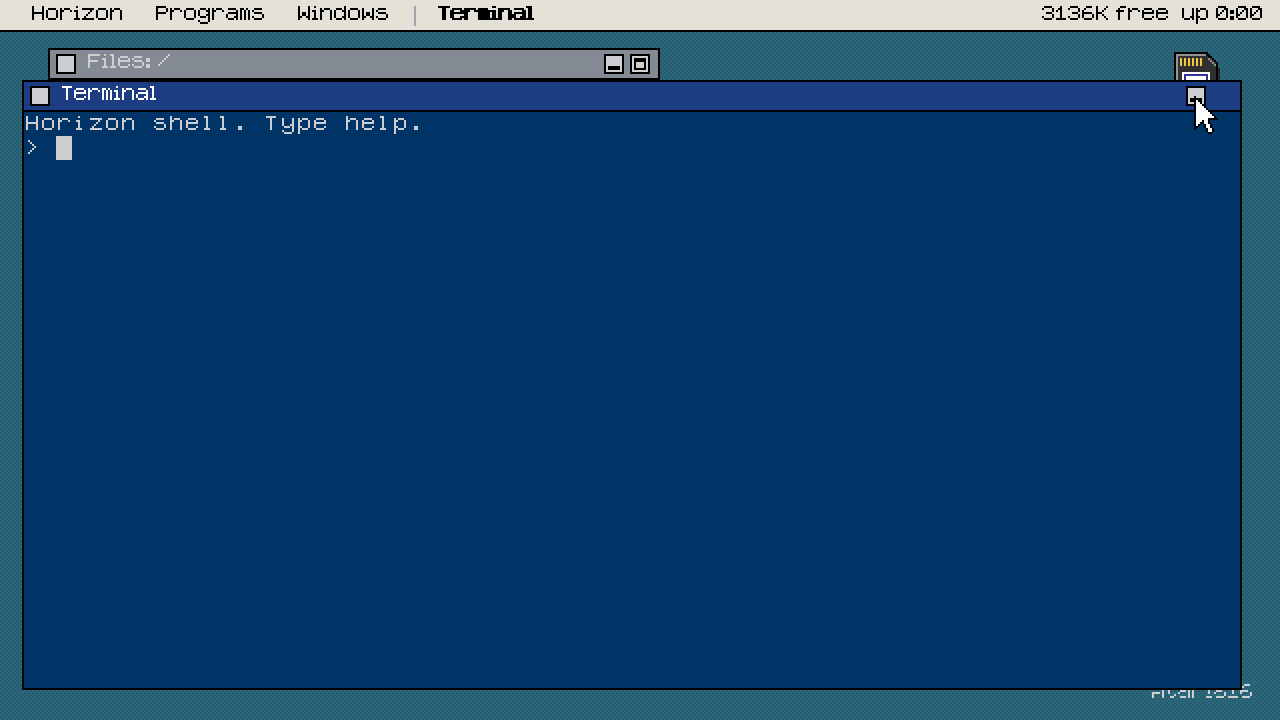 Horizon Programs Windows | Terminal 3136K free up 0:00
Files: /
Terminal
Horizon shell. Type help.
>